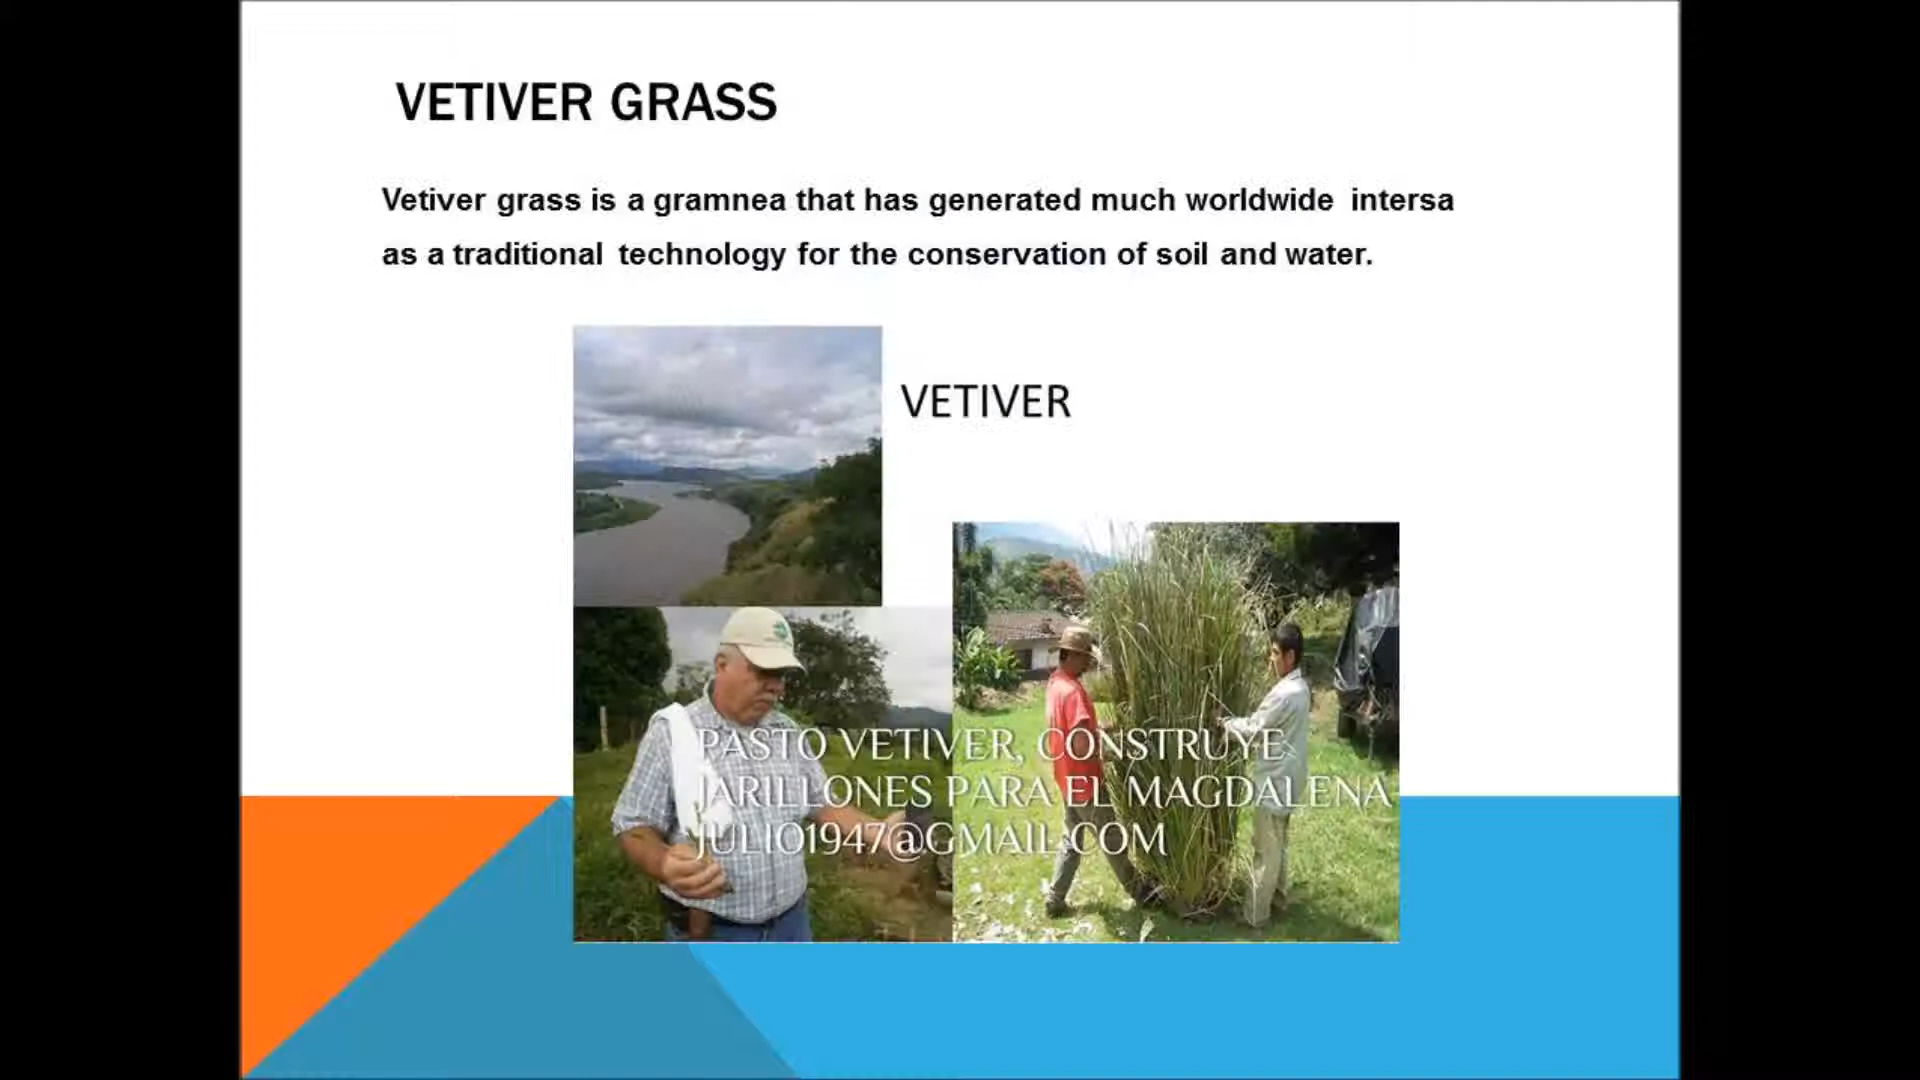 VETIVER GRASS
Vetiver grass is a gramnea that has generated much worldwide intersa
as a traditional technology for the conservation of soil and water.
VETIVER
PASTO VETIVER, CONSTRUYE
JARILLONES PARA EL MAGDALENA
JULIO1947@GMAIL.COM